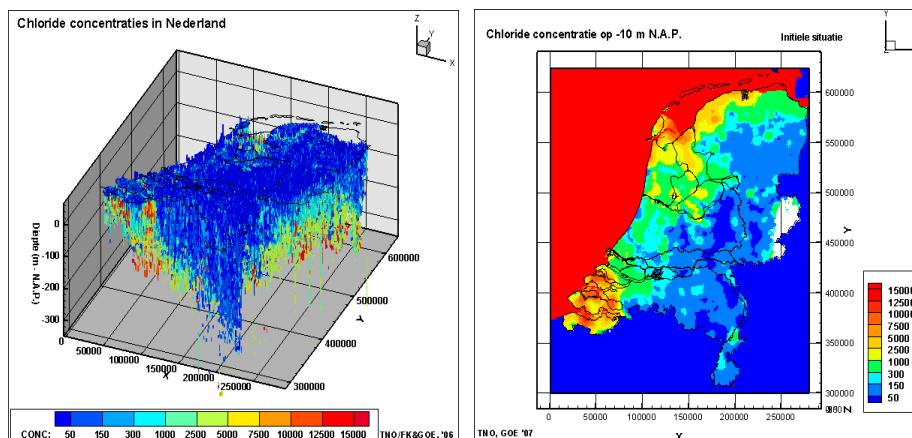 Chloride concentraties in Nederland
Z
Y
X
Diepte (m - N.A.P.)
0
-100
-200
-300
0
50000
100000
150000
200000
250000
X
300000
400000
500000
600000
Y
CONC: 50 150 300 1000 2000 5000 7500 10000 12500 15000
TNO/FK&GOE, '06
Chloride concentratie op -10 m N.A.P.
Initiele situatie
Y
600000
550000
500000
450000
400000
350000
300000
Y
0 50000 100000 150000 200000 250000
X
TNO, GOE '07
15000
12500
10000
7500
5000
2000
1000
300
150
50